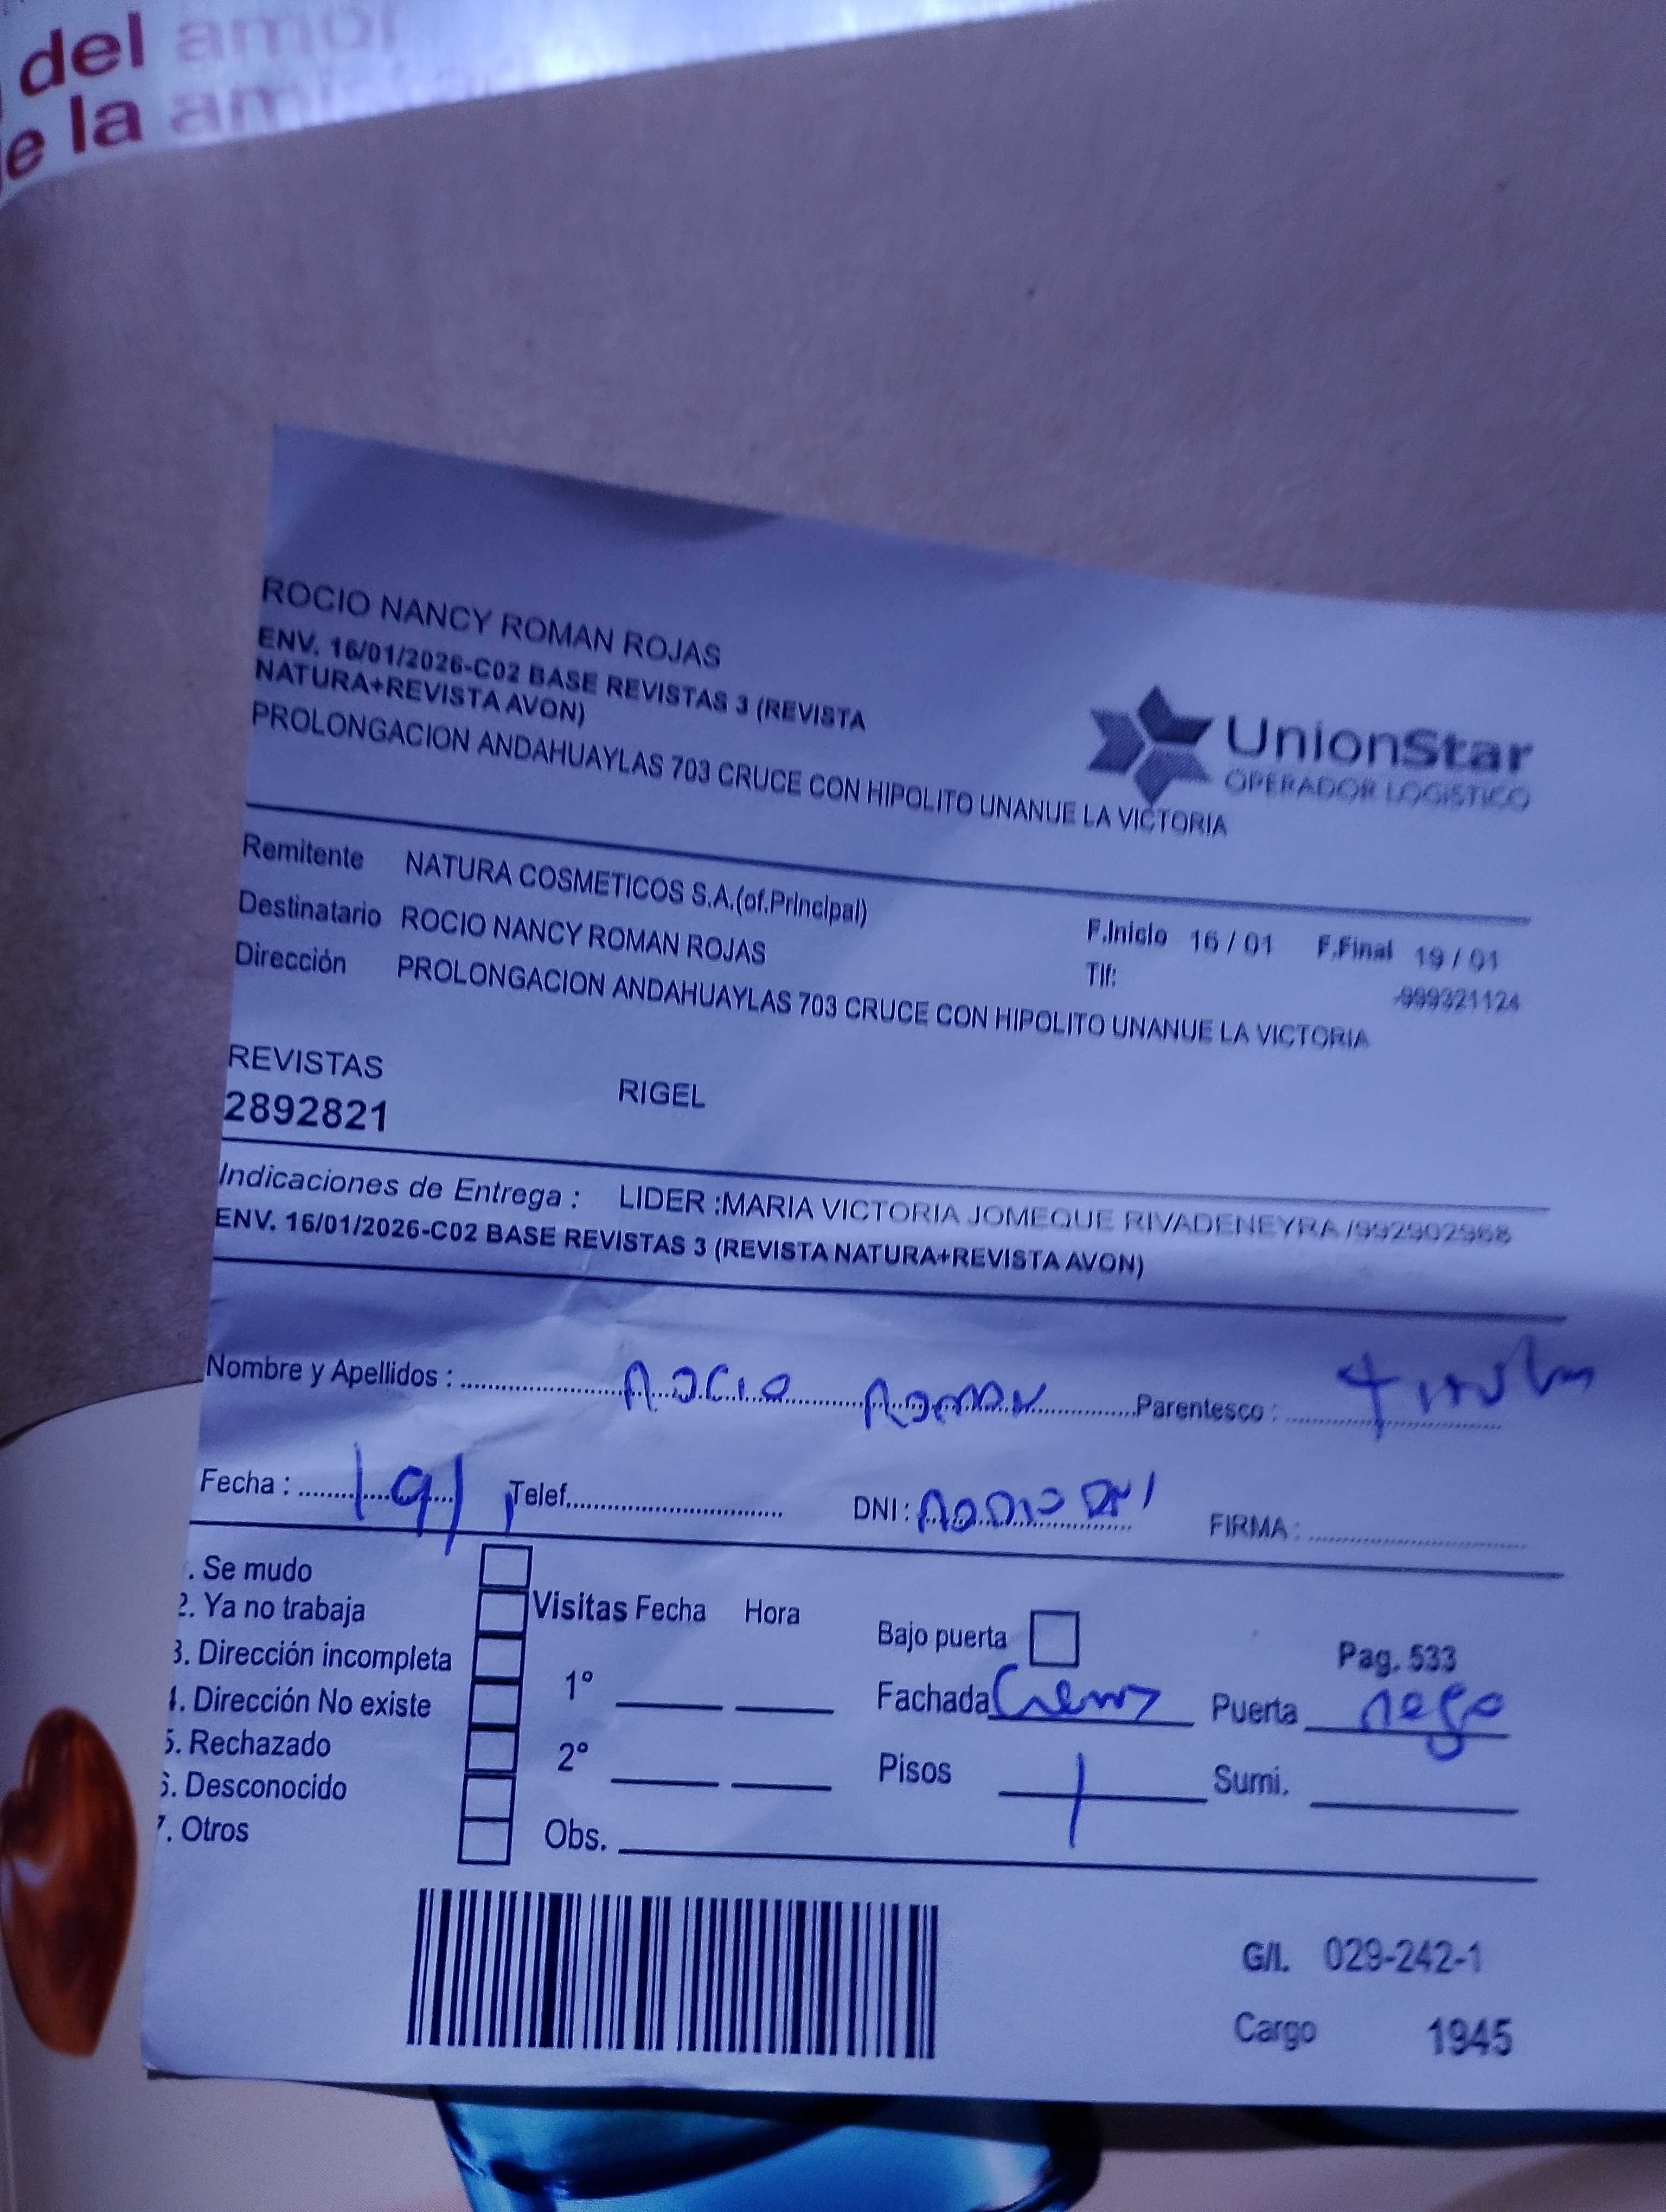 del amor
e la
ROCIO NANCY ROMAN ROJAS
ENV. 16/01/2026-C02 BASE REVISTAS 3 (REVISTA
NATURA+REVISTA AVON)
PROLONGACION ANDAHUAYLAS 703 CRUCE CON HIPOLITO UNANUE LA VICTORIA
UnionStar
OPERADOR LOGISTICO
Remitente NATURA COSMETICOS S.A.(of.Principal)
Destinatario ROCIO NANCY ROMAN ROJAS
F.Inicio 16 / 01 F.Final 19 / 01
Dirección PROLONGACION ANDAHUAYLAS 703 CRUCE CON HIPOLITO UNANUE LA VICTORIA
Tlf: -999321124
REVISTAS
2892821 RIGEL
Indicaciones de Entrega : LIDER :MARIA VICTORIA JOMEQUE RIVADENEYRA /992902968
ENV. 16/01/2026-C02 BASE REVISTAS 3 (REVISTA NATURA+REVISTA AVON)
Nombre y Apellidos : ROCIO ROMAN Parentesco :
Fecha : 19/ Telef. DNI : FIRMA :
. Se mudo
2. Ya no trabaja
3. Dirección incompleta
4. Dirección No existe
5. Rechazado
6. Desconocido
7. Otros
Visitas Fecha Hora
1°
2°
Obs.
Bajo puerta
Pag. 533
Fachada Puerta
Pisos 1 Sumi.
G/I. 029-242-1
Cargo 1945